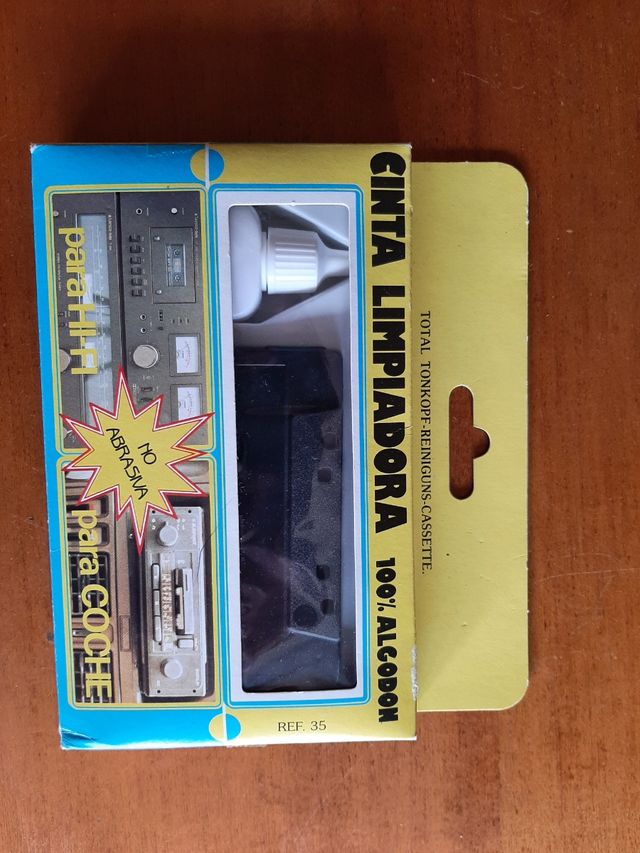 TOTAL TONKOPF-REINIGUNS-CASSETTE.
CINTA LIMPIADORA 100% ALGODON
REF. 35
para HI-FI
NO
ABRASIVA
para COCHE